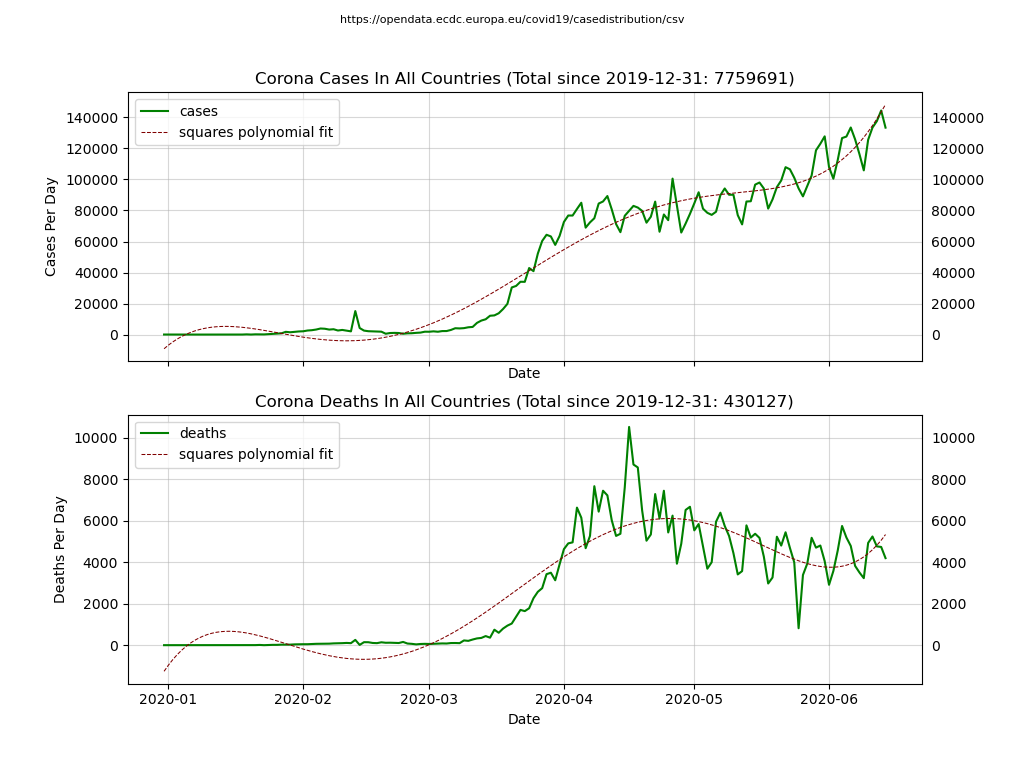 https://opendata.ecdc.europa.eu/covid19/casedistribution/csv
Corona Cases In All Countries (Total since 2019-12-31: 7759691)
cases
squares polynomial fit
Cases Per Day
140000
120000
100000
80000
60000
40000
20000
0
140000
120000
100000
80000
60000
40000
20000
0
Date
Corona Deaths In All Countries (Total since 2019-12-31: 430127)
deaths
squares polynomial fit
Deaths Per Day
10000
8000
6000
4000
2000
0
10000
8000
6000
4000
2000
0
2020-01 2020-02 2020-03 2020-04 2020-05 2020-06
Date